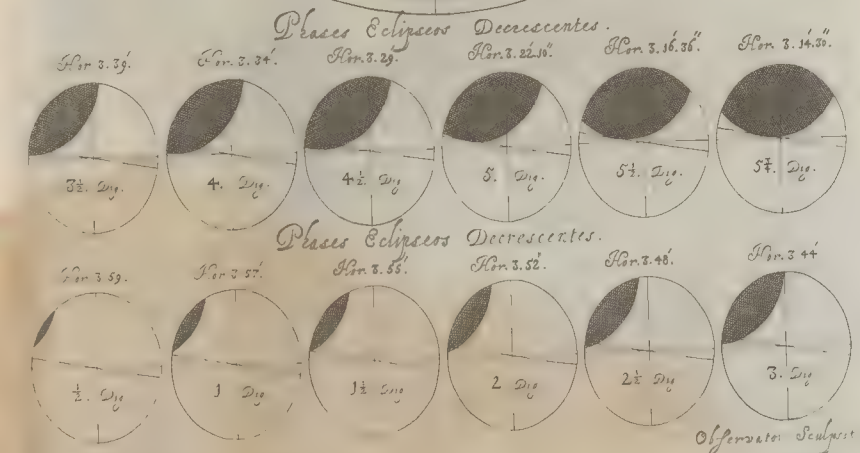 Phases Eclipseos Decrescentes.
Hor 3.39'. Hor. 3.34'. Hor. 3.29'. Hor. 3.22'.10''. Hor. 3.16'.36''. Hor. 3.14'.30''.
3½. Dig. 4. Dig. 4½. Dig 5. Dig. 5½. Dig. 5¾. Dig.
Phases Eclipseos Decrescentes.
Hor 3 59. Hor 3 57'. Hor. 3.55'. Hor. 3.52'. Hor. 3.48'. Hor. 3 44'
½. Dig 1 Dig 1½ Dig 2 Dig 2½ Dig 3. Dig
Observator Sculpsit